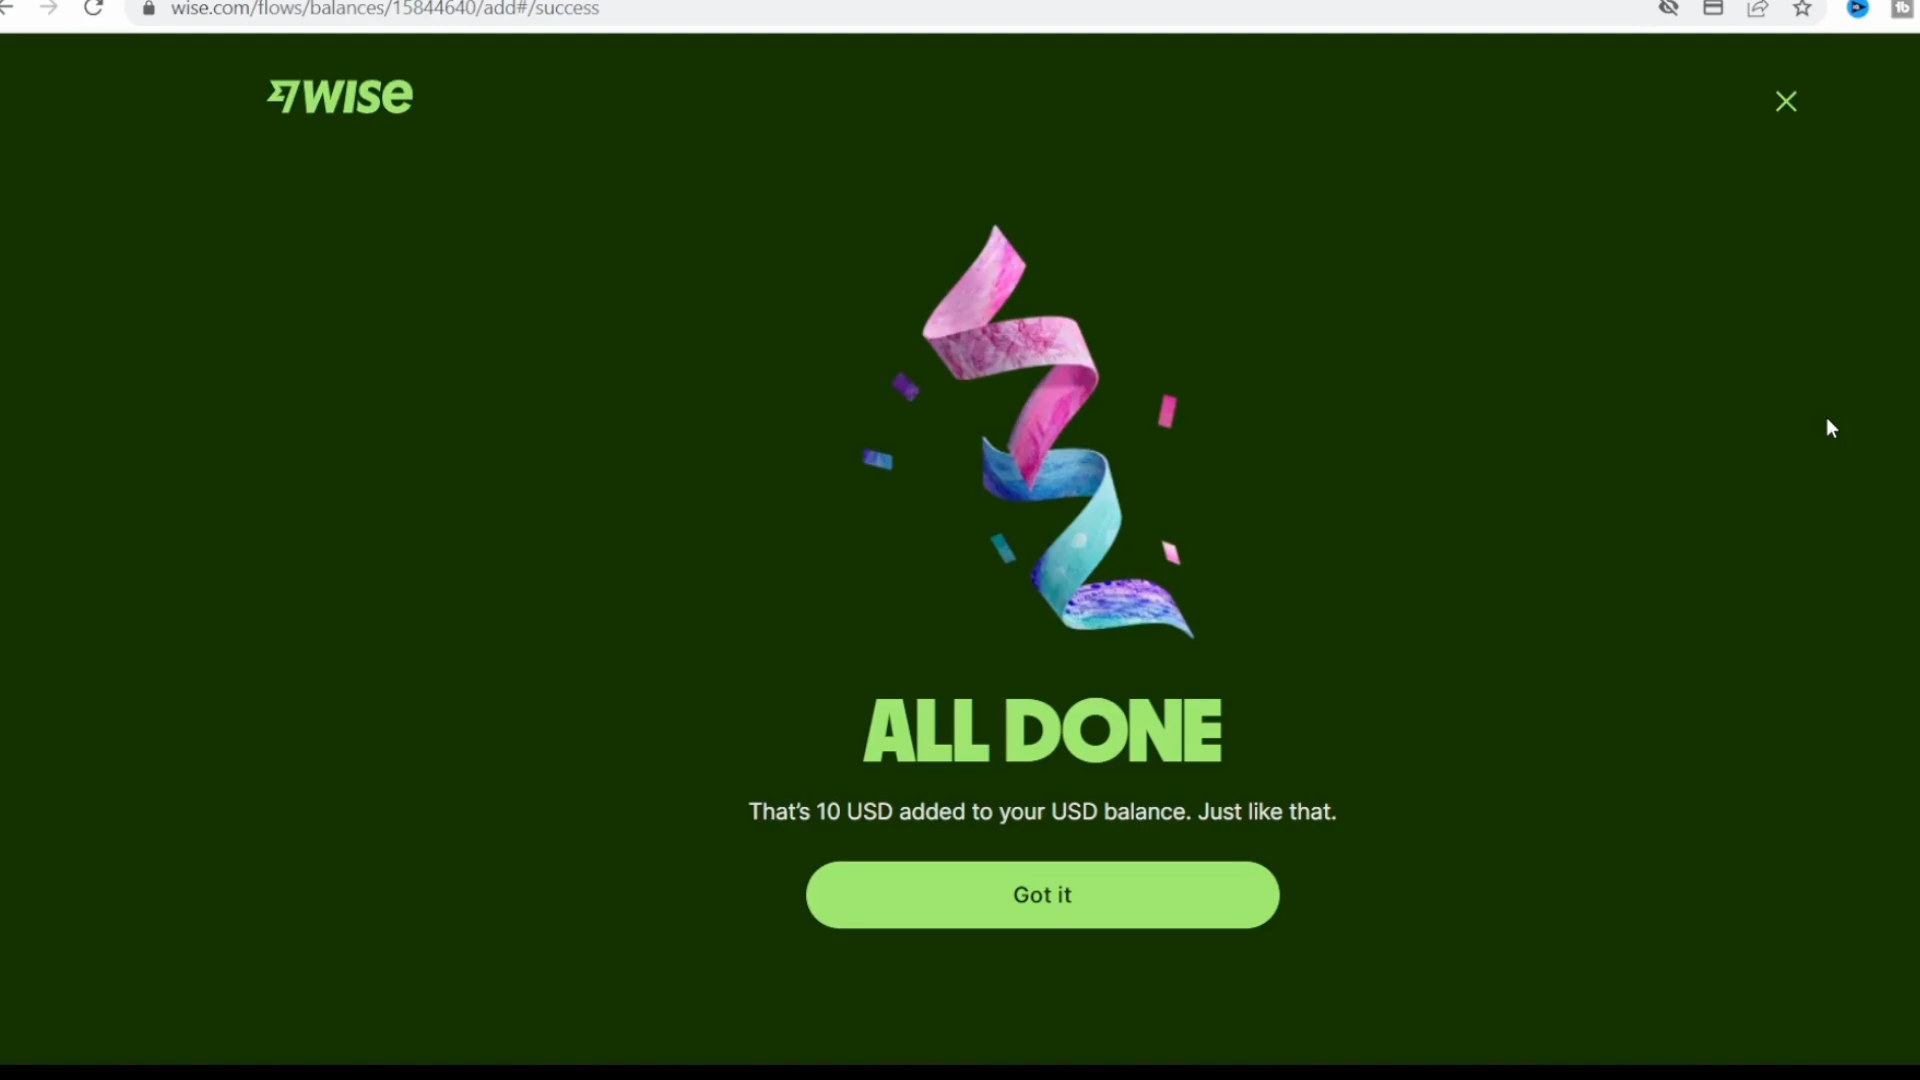 wise.com/flows/balances/15844640/add#/success
7WISE
ALL DONE
That's 10 USD added to your USD balance. Just like that.
Got it